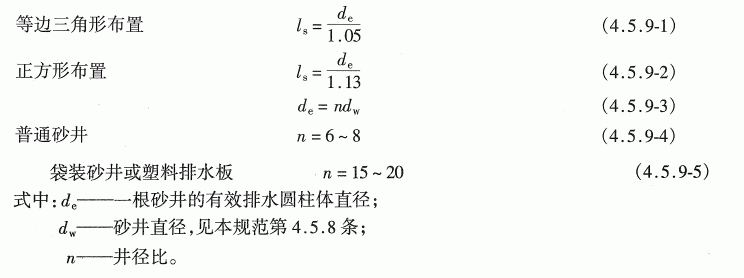 等边三角形布置 l_s = d_e/1.05 (4.5.9-1)
正方形布置 l_s = d_e/1.13 (4.5.9-2)
d_e = nd_w (4.5.9-3)
普通砂井 n = 6 ~ 8 (4.5.9-4)
袋装砂井或塑料排水板 n = 15 ~ 20 (4.5.9-5)
式中:d_e——一根砂井的有效排水圆柱体直径;
d_w——砂井直径,见本规范第 4.5.8 条;
n——井径比。